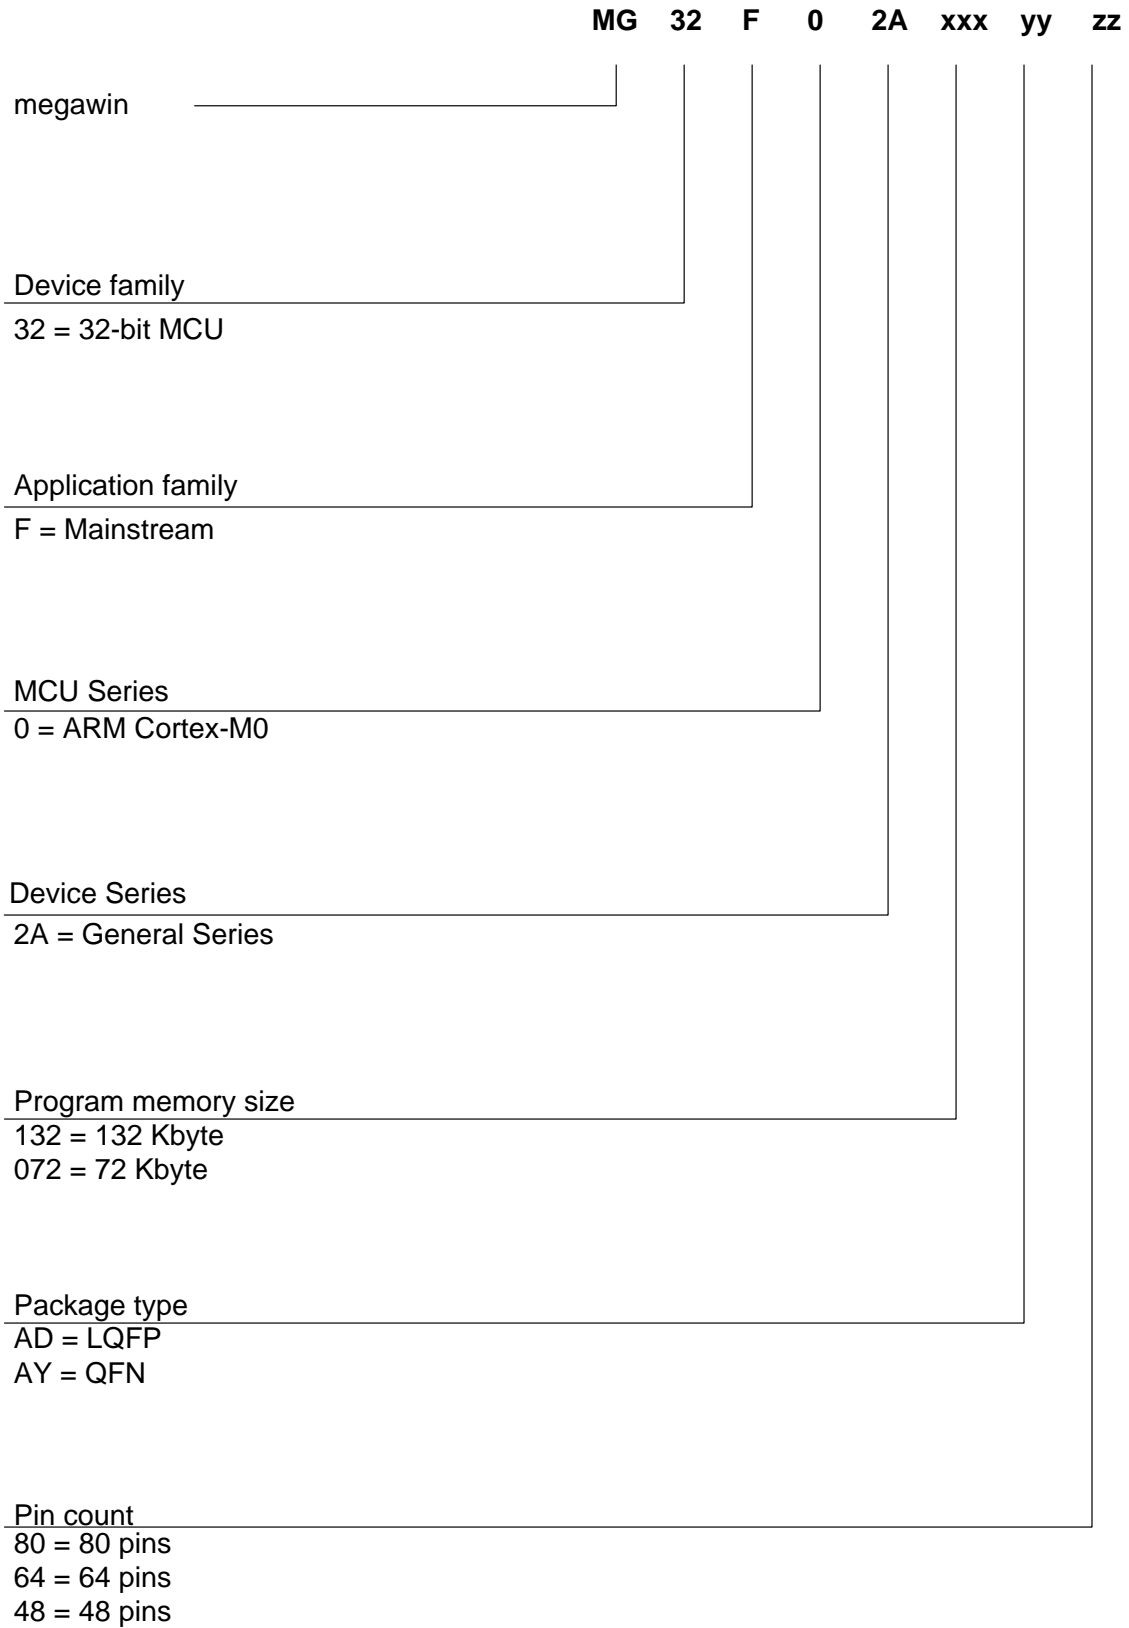 MG 32 F 0 2A xxx yy zz
megawin
Device family
32 = 32-bit MCU
Application family
F = Mainstream
MCU Series
0 = ARM Cortex-M0
Device Series
2A = General Series
Program memory size
132 = 132 Kbyte
072 = 72 Kbyte
Package type
AD = LQFP
AY = QFN
Pin count
80 = 80 pins
64 = 64 pins
48 = 48 pins